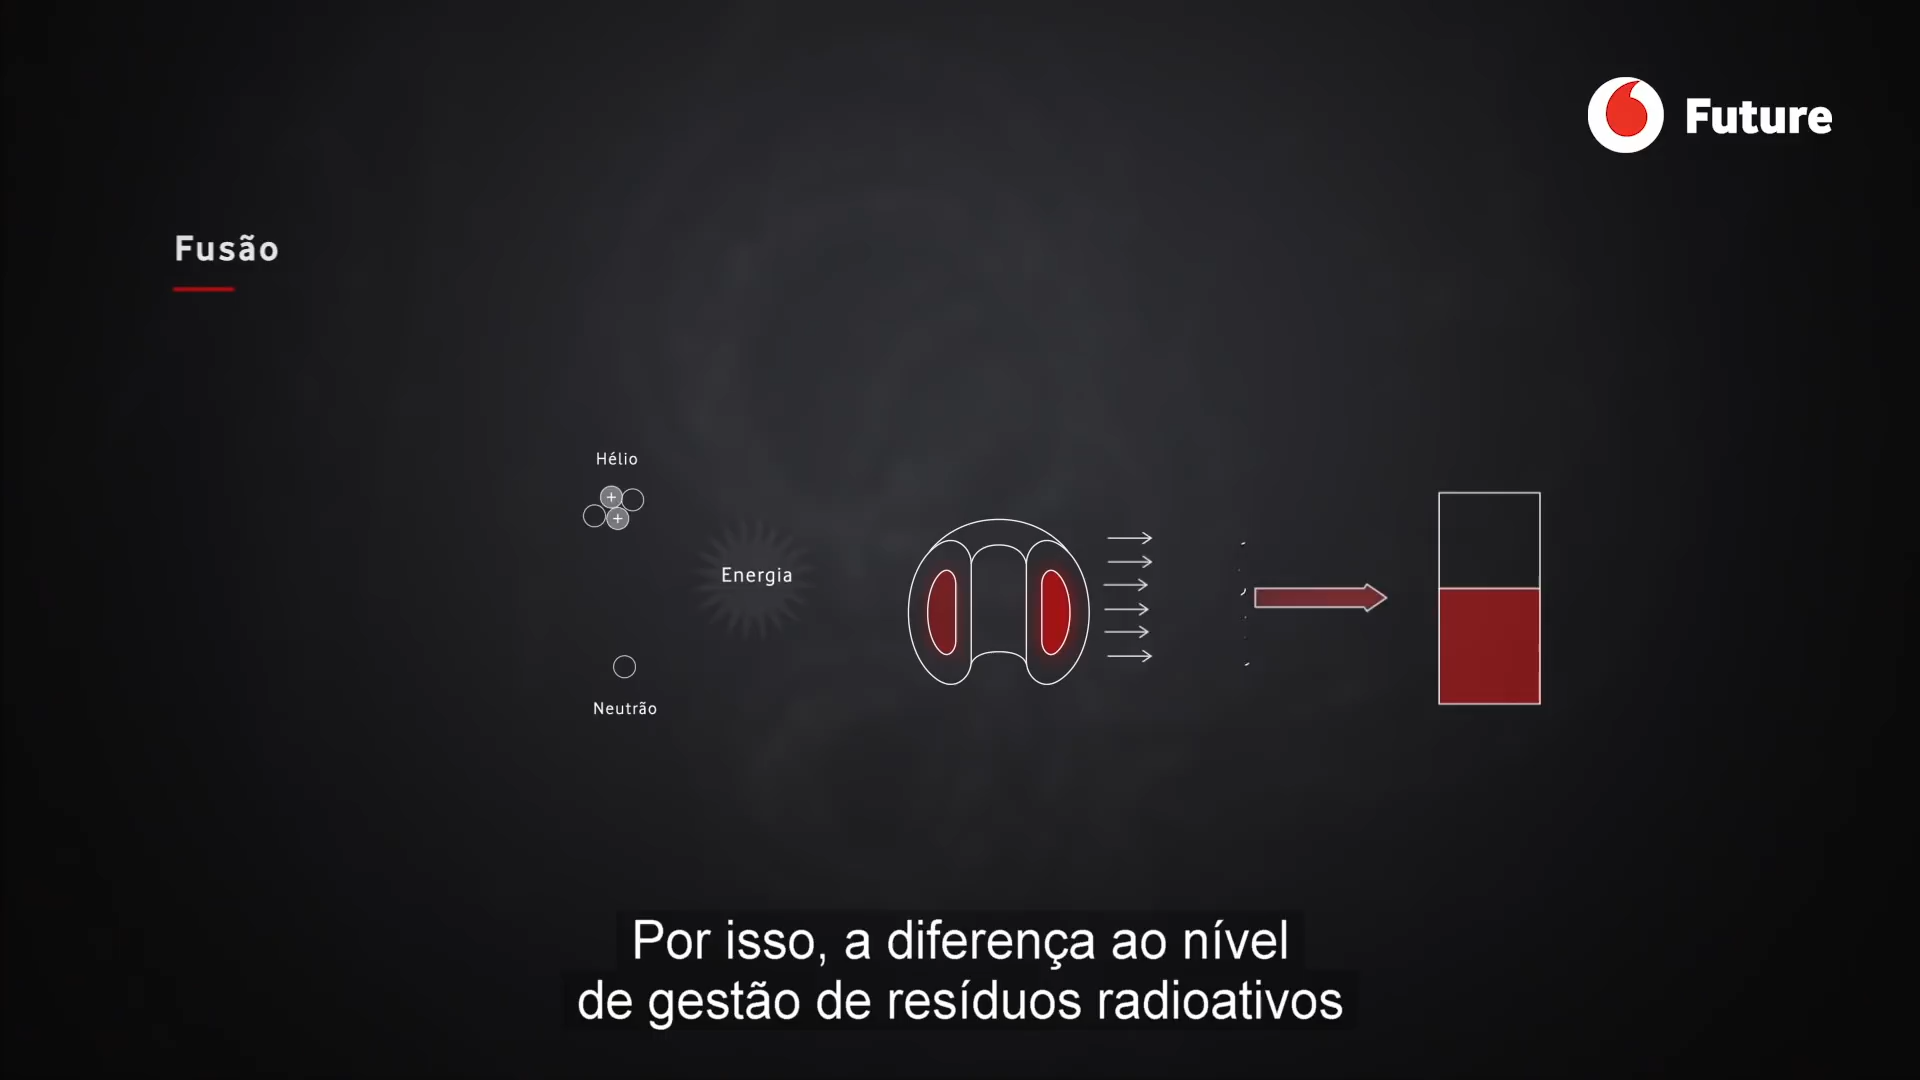 Future
Fusão
Hélio
Energia
Neutrão
Por isso, a diferença ao nível
de gestão de resíduos radioativos